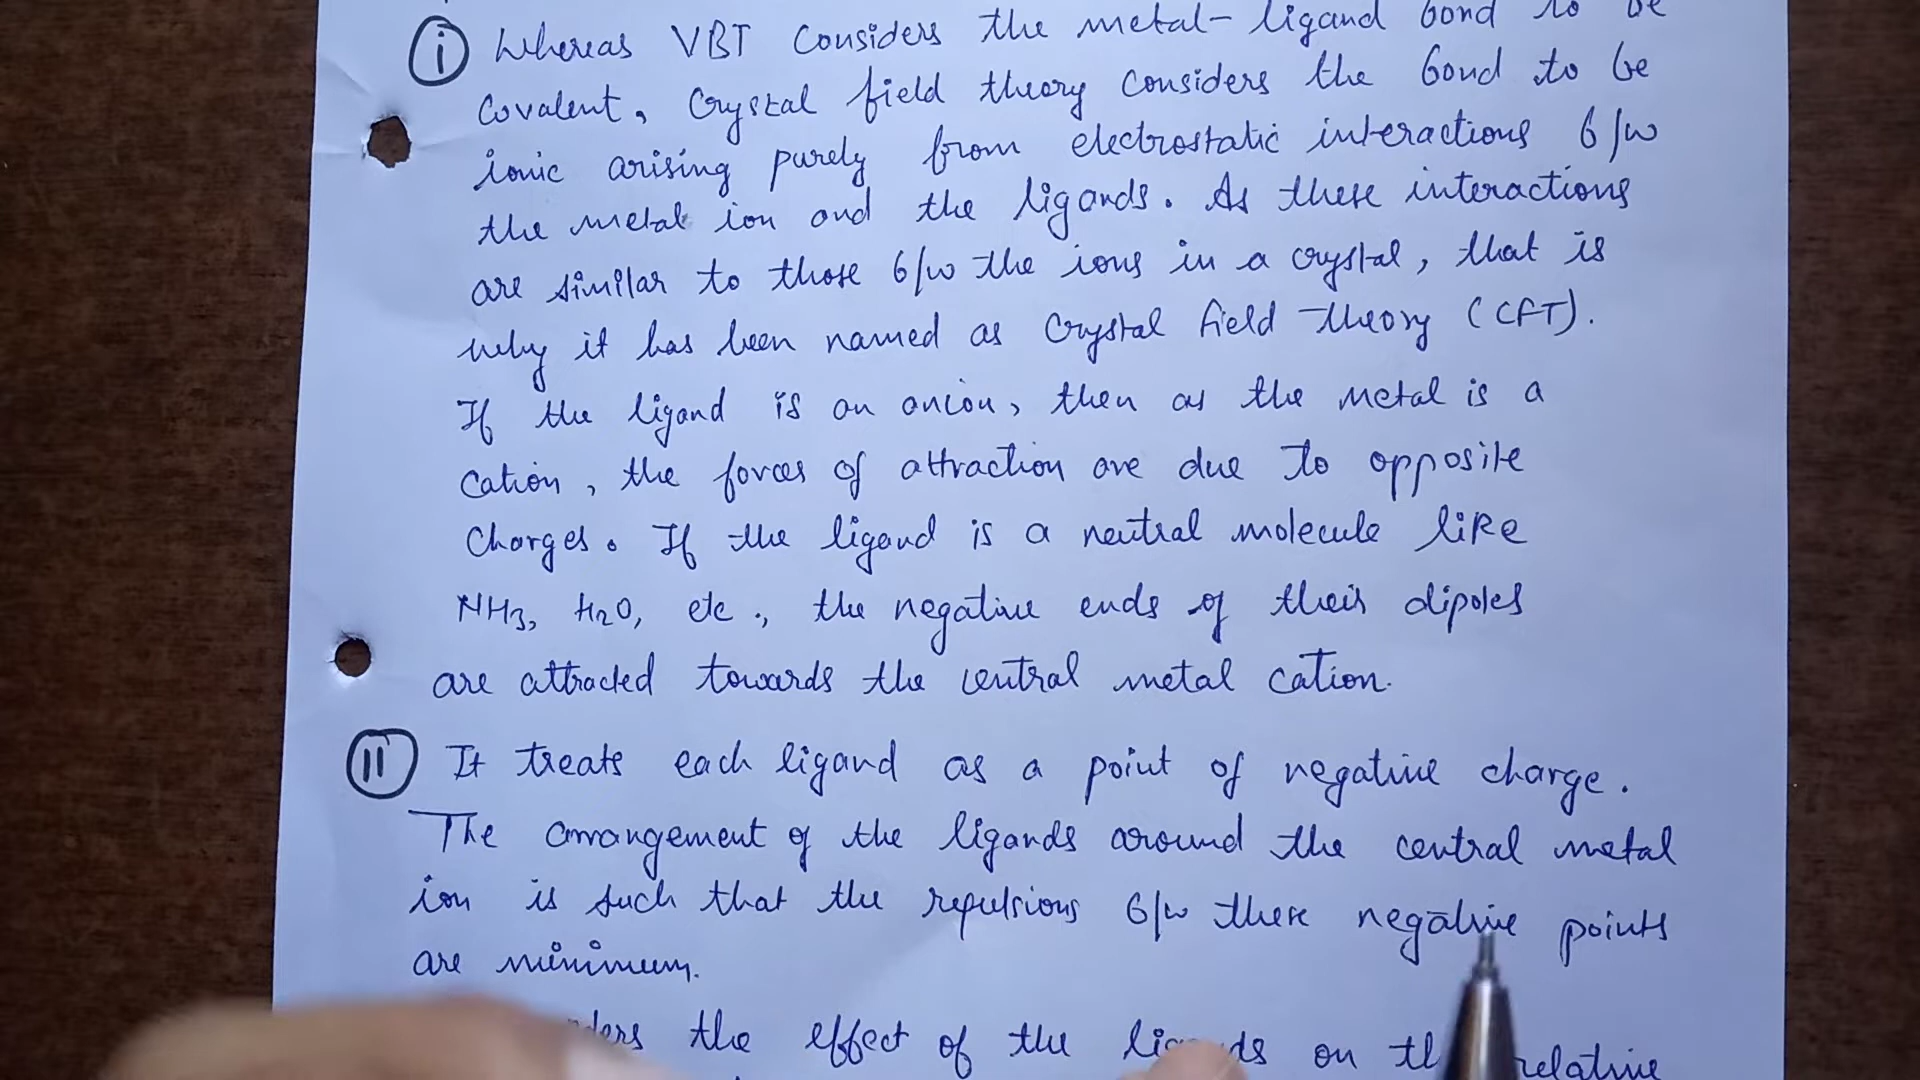 i Whereas VBT Considers the metal-ligand bond to be
Covalent, Crystal field theory Considers the bond to be
ionic arising purely from electrostatic interactions b/w
the metal ion and the ligands. As these interactions
are similar to those b/w the ions in a crystal, that is
why it has been named as Crystal field theory (CFT).
If the ligand is an anion, then as the metal is a
Cation, the forces of attraction are due To opposite
Charges. If the ligand is a neutral molecule like
NH3, H2O, etc., the negative ends of their dipoles
are attracted towards the central metal cation.
II It treats each ligand as a point of negative charge.
The arrangement of the ligands around the central metal
ion is such that the repulsions b/w these negative points
are minimum.
the effect of the on relative